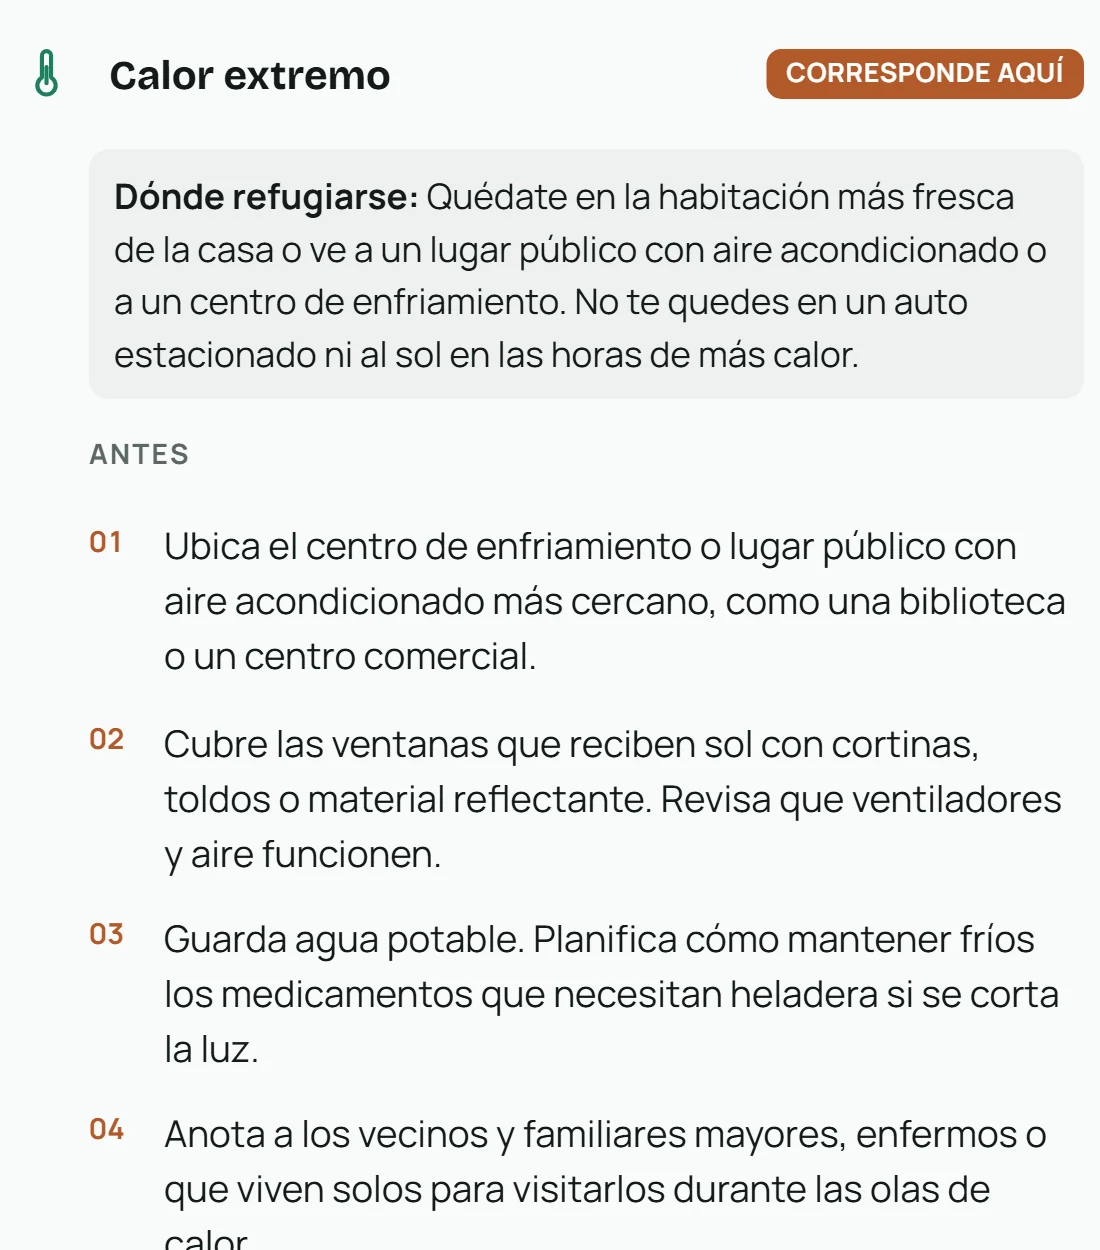 Calor extremo
CORRESPONDE AQUÍ
Dónde refugiarse: Quédate en la habitación más fresca
de la casa o ve a un lugar público con aire acondicionado o
a un centro de enfriamiento. No te quedes en un auto
estacionado ni al sol en las horas de más calor.
ANTES
01 Ubica el centro de enfriamiento o lugar público con
aire acondicionado más cercano, como una biblioteca
o un centro comercial.
02 Cubre las ventanas que reciben sol con cortinas,
toldos o material reflectante. Revisa que ventiladores
y aire funcionen.
03 Guarda agua potable. Planifica cómo mantener fríos
los medicamentos que necesitan heladera si se corta
la luz.
04 Anota a los vecinos y familiares mayores, enfermos o
que viven solos para visitarlos durante las olas de
calor.